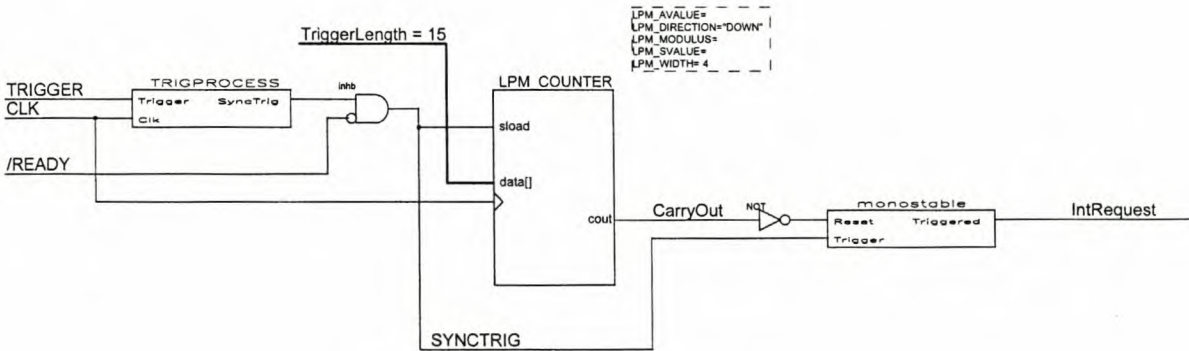 LPM_AVALUE=
LPM_DIRECTION="DOWN"
LPM_MODULUS=
LPM_SVALUE=
LPM_WIDTH= 4
TriggerLength = 15
TRIGPROCESS
inhb
LPM_COUNTER
TRIGGER
Trigger SyncTrig
CLK
Clk
sload
/READY
data[]
monostable
NOT
cout
CarryOut
Reset Triggered
IntRequest
Trigger
SYNCTRIG